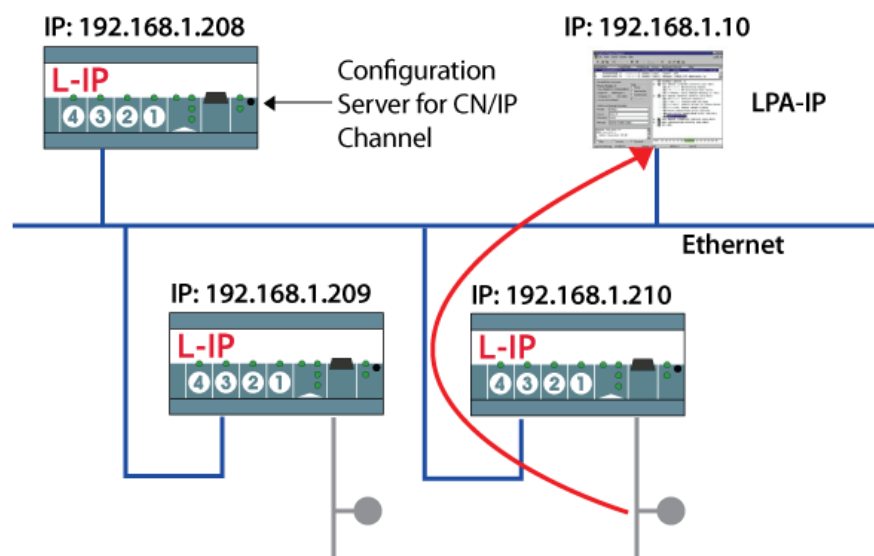 IP: 192.168.1.208
IP: 192.168.1.10
L-IP
4 3 2 1
Configuration
Server for CN/IP
Channel
LPA-IP
Ethernet
IP: 192.168.1.209
IP: 192.168.1.210
L-IP
4 3 2 1
L-IP
4 3 2 1